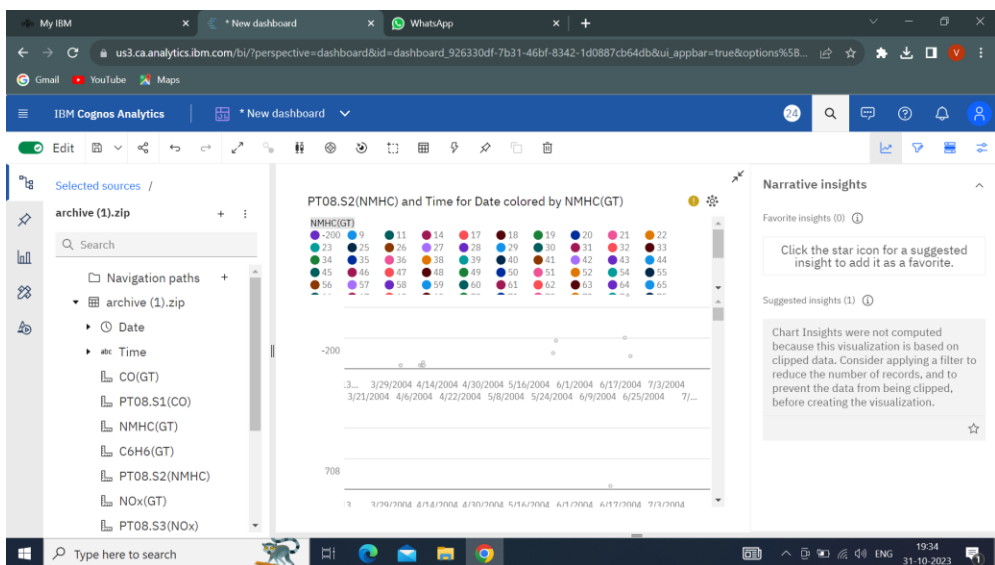 My IBM
* New dashboard
WhatsApp
us3.ca.analytics.ibm.com/bi/?perspective=dashboard&id=dashboard_926330df-7b31-46bf-8342-1d0887cb64db&ui_appbar=true&options%5B...
Gmail YouTube Maps
IBM Cognos Analytics
* New dashboard
24
Edit
Selected sources /
archive (1).zip
Search
Navigation paths
archive (1).zip
Date
abc Time
CO(GT)
PT08.S1(CO)
NMHC(GT)
C6H6(GT)
PT08.S2(NMHC)
NOx(GT)
PT08.S3(NOx)
PT08.S2(NMHC) and Time for Date colored by NMHC(GT)
NMHC(GT)
-200 9 11 14 17 18 19 20 21 22
23 25 26 27 28 29 30 31 32 33
34 35 36 38 39 40 41 42 43 44
45 46 47 48 49 50 51 52 54 55
56 57 58 59 60 61 62 63 64 65
-200
3/29/2004 4/14/2004 4/30/2004 5/16/2004 6/1/2004 6/17/2004 7/3/2004
3/21/2004 4/6/2004 4/22/2004 5/8/2004 5/24/2004 6/9/2004 6/25/2004 7/...
708
3/29/2004 4/14/2004 4/30/2004 5/16/2004 6/1/2004 6/17/2004 7/3/2004
Narrative insights
Favorite insights (0)
Click the star icon for a suggested
insight to add it as a favorite.
Suggested insights (1)
Chart Insights were not computed
because this visualization is based on
clipped data. Consider applying a filter to
reduce the number of records, and to
prevent the data from being clipped,
before creating the visualization.
Type here to search
ENG
19:34
31-10-2023